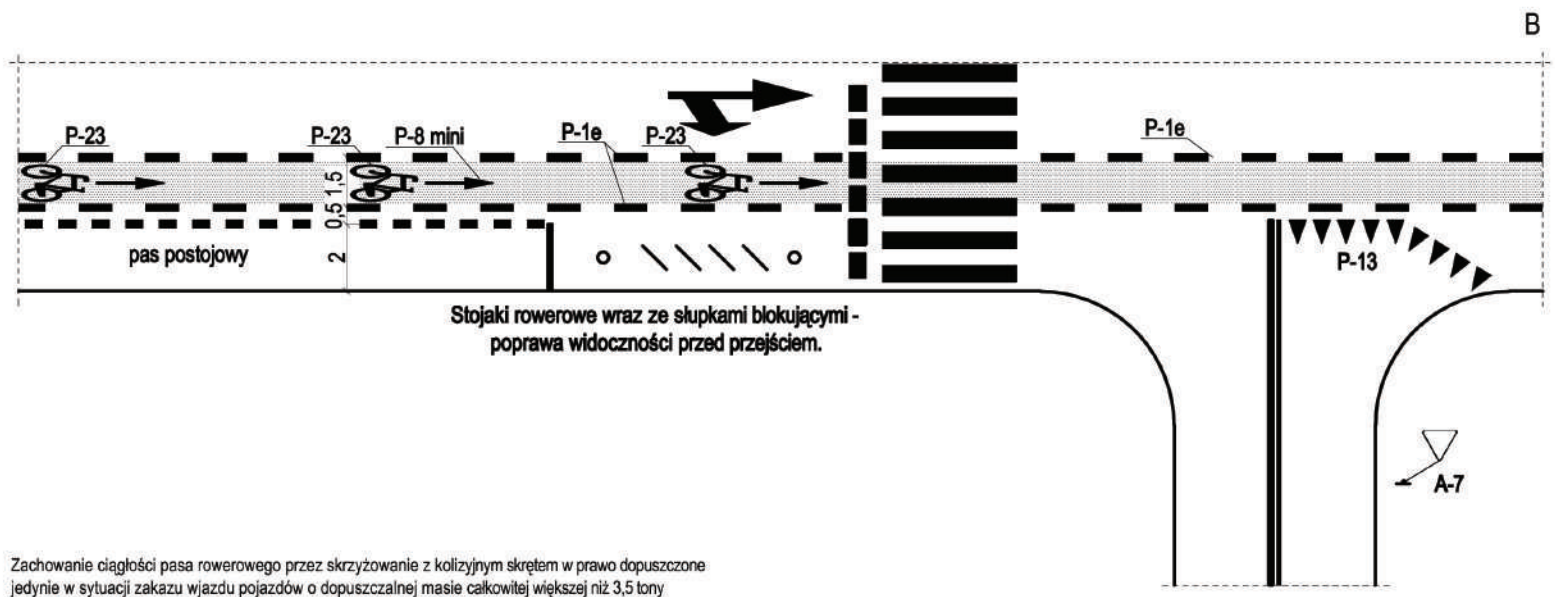 B
P-23
P-23
P-8 mini
P-1e
P-23
P-1e
1,5
0,5
2
pas postojowy
P-13
Stojaki rowerowe wraz ze słupkami blokującymi -
poprawa widoczności przed przejściem.
A-7
Zachowanie ciągłości pasa rowerowego przez skrzyżowanie z kolizyjnym skrętem w prawo dopuszczone
jedynie w sytuacji zakazu wjazdu pojazdów o dopuszczalnej masie całkowitej większej niż 3,5 tony